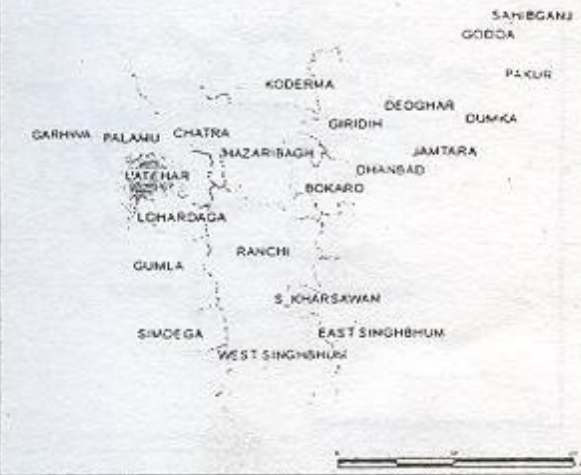 SAHIBGANJ
GODDA
PAKUR
KODERMA
DEOGHAR
DUMKA
GIRIDIH
GARHWA PALAMU CHATRA
HAZARIBAGH
JAMTARA
DHANBAD
LATEHAR
BOKARO
LOHARDAGA
RANCHI
GUMLA
S_KHARSAWAN
SIMDEGA
EAST SINGHBHUM
WEST SINGHBHUM